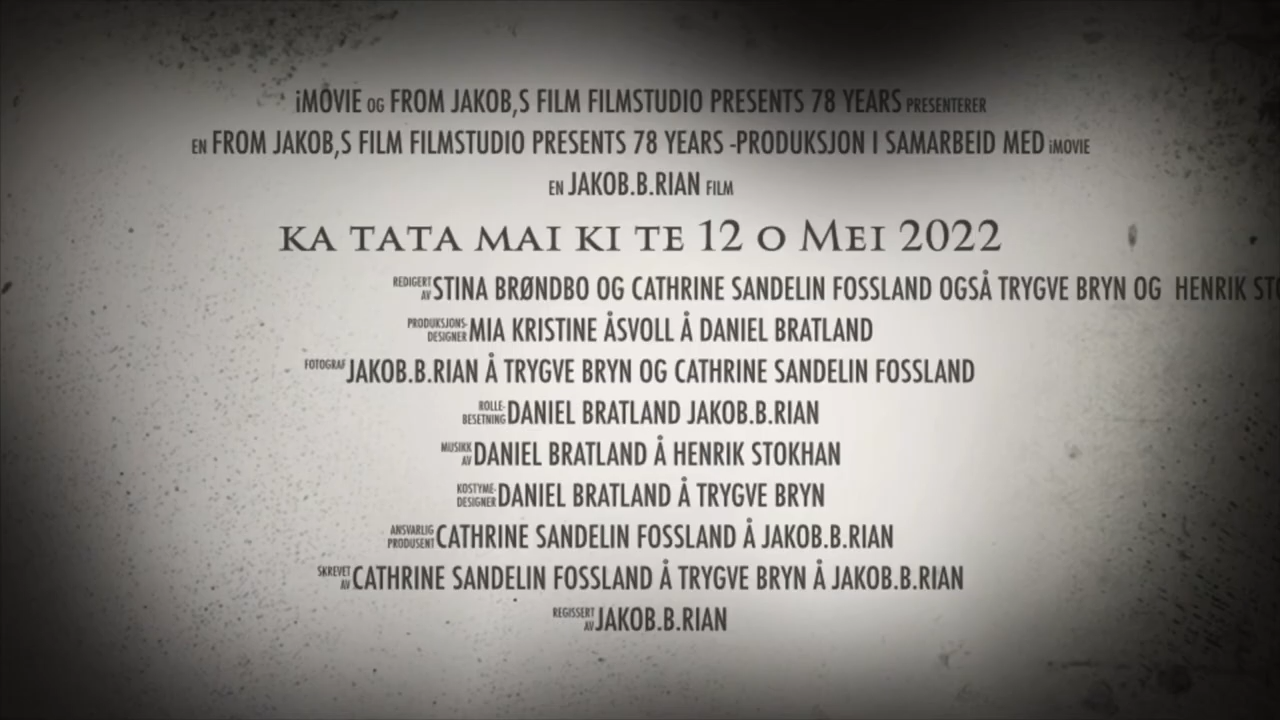 iMOVIE OG FROM JAKOB,S FILM FILMSTUDIO PRESENTS 78 YEARS PRESENTERER
EN FROM JAKOB,S FILM FILMSTUDIO PRESENTS 78 YEARS -PRODUKSJON I SAMARBEID MED iMOVIE
EN JAKOB.B.RIAN FILM
KA TATA MAI KI TE 12 O MEI 2022
REDIGERT AV STINA BRØNDBO OG CATHRINE SANDELIN FOSSLAND OGSÅ TRYGVE BRYN OG HENRIK
PRODUKSJONS-DESIGNER MIA KRISTINE ÅSVOLL Å DANIEL BRATLAND
FOTOGRAF JAKOB.B.RIAN Å TRYGVE BRYN OG CATHRINE SANDELIN FOSSLAND
ROLLE-BESETNING DANIEL BRATLAND JAKOB.B.RIAN
MUSIKK AV DANIEL BRATLAND Å HENRIK STOKHAN
KOSTYME-DESIGNER DANIEL BRATLAND Å TRYGVE BRYN
ANSVARLIG PRODUSENT CATHRINE SANDELIN FOSSLAND Å JAKOB.B.RIAN
SKREVET AV CATHRINE SANDELIN FOSSLAND Å TRYGVE BRYN Å JAKOB.B.RIAN
REGISSERT AV JAKOB.B.RIAN